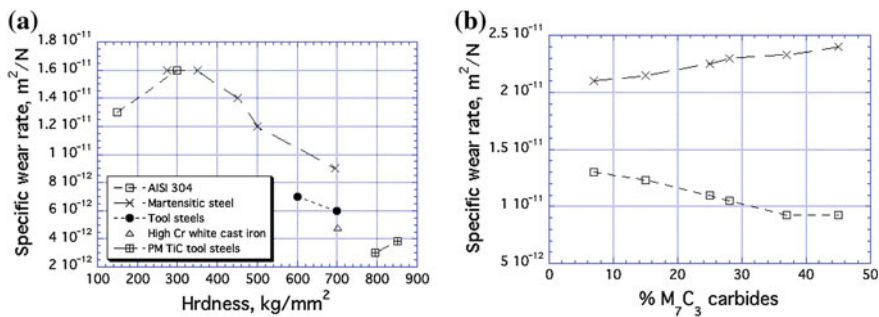 (a)
Specific wear rate, m²/N
1.8 10⁻¹¹
1.6 10⁻¹¹
1.4 10⁻¹¹
1.2 10⁻¹¹
1 10⁻¹¹
8 10⁻¹²
6 10⁻¹²
4 10⁻¹²
2 10⁻¹²
AISI 304
Martensitic steel
Tool steels
High Cr white cast iron
PM TiC tool steels
100 200 300 400 500 600 700 800 900
Hrdness, kg/mm²
(b)
Specific wear rate, m²/N
2.5 10⁻¹¹
2 10⁻¹¹
1.5 10⁻¹¹
1 10⁻¹¹
5 10⁻¹²
0 10 20 30 40 50
% M₇C₃ carbides